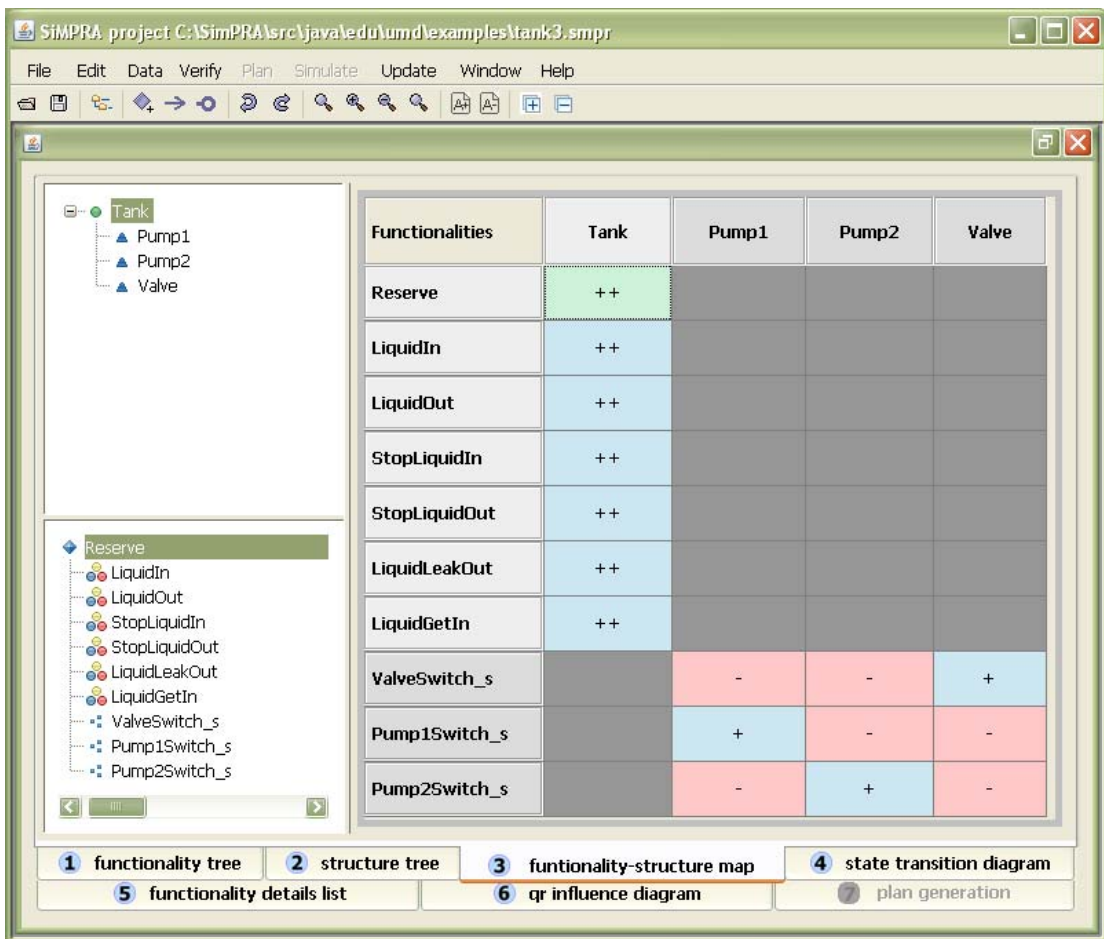 SiMPRA project C:\SimPRA\src\java\edu\umd\examples\tank3.smpr
File Edit Data Verify Plan Simulate Update Window Help
Tank
Pump1
Pump2
Valve
Reserve
LiquidIn
LiquidOut
StopLiquidIn
StopLiquidOut
LiquidLeakOut
LiquidGetIn
ValveSwitch_s
Pump1Switch_s
Pump2Switch_s
Functionalities Tank Pump1 Pump2 Valve
Reserve ++
LiquidIn ++
LiquidOut ++
StopLiquidIn ++
StopLiquidOut ++
LiquidLeakOut ++
LiquidGetIn ++
ValveSwitch_s - - +
Pump1Switch_s + - -
Pump2Switch_s - + -
1 functionality tree 2 structure tree 3 funtionality-structure map 4 state transition diagram
5 functionality details list 6 qr influence diagram 7 plan generation